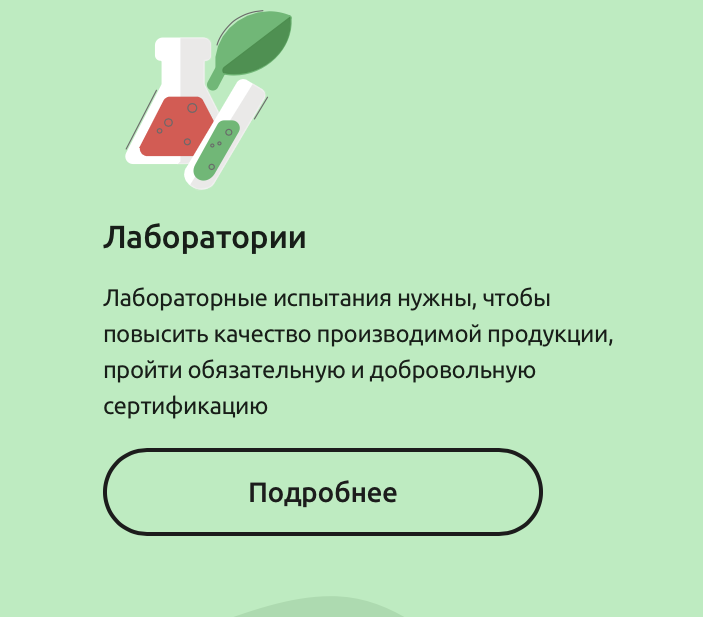 Лаборатории
Лабораторные испытания нужны, чтобы
повысить качество производимой продукции,
пройти обязательную и добровольную
сертификацию
Подробнее